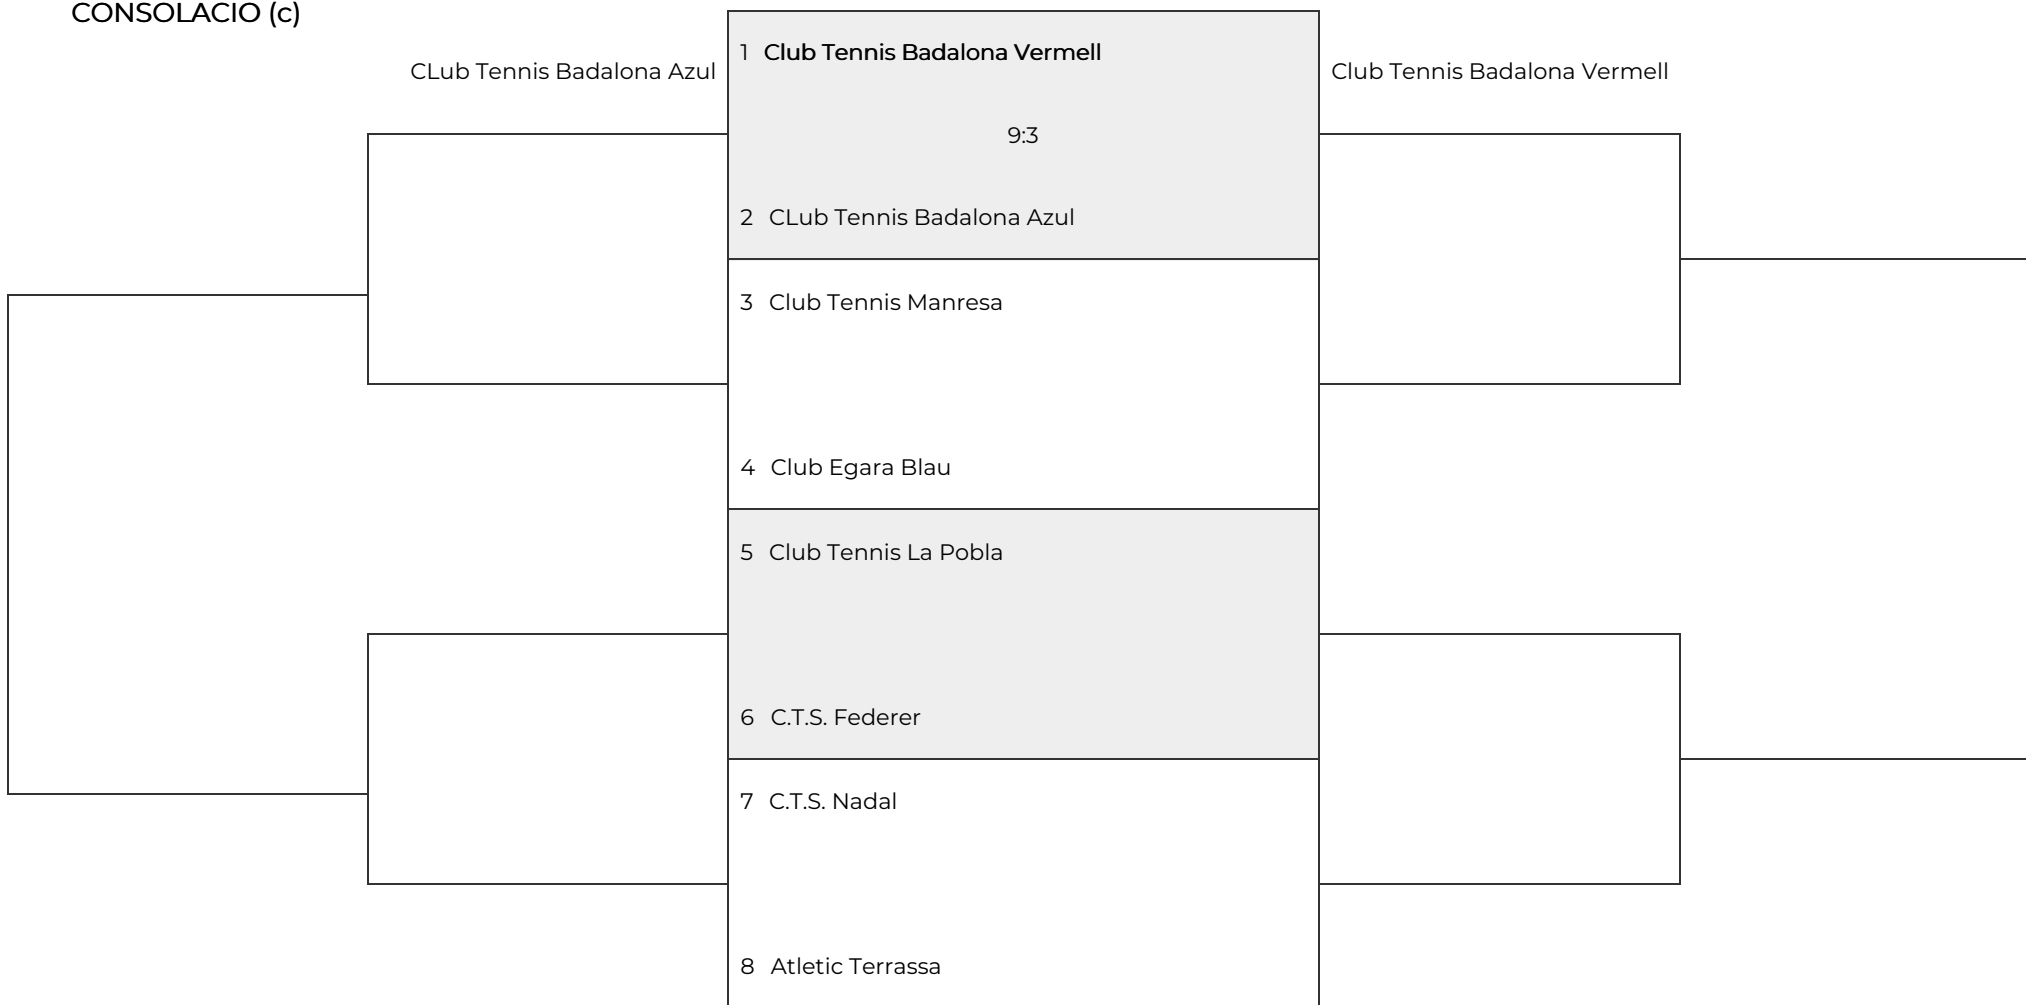 CONSOLACIO (c)
CLub Tennis Badalona Azul
1 Club Tennis Badalona Vermell
Club Tennis Badalona Vermell
9:3
2 CLub Tennis Badalona Azul
3 Club Tennis Manresa
4 Club Egara Blau
5 Club Tennis La Pobla
6 C.T.S. Federer
7 C.T.S. Nadal
8 Atletic Terrassa